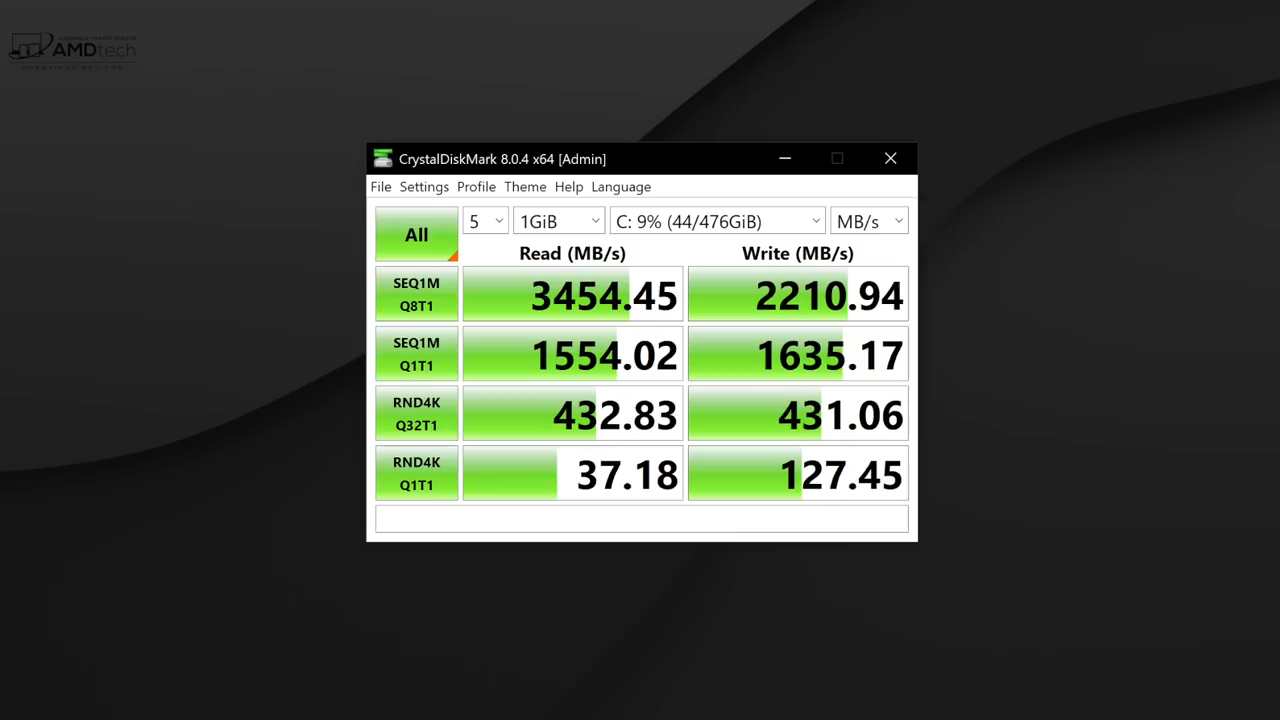 AMDtech
CrystalDiskMark 8.0.4 x64 [Admin]
File Settings Profile Theme Help Language
All 5 1GiB C: 9% (44/476GiB) MB/s
Read (MB/s) Write (MB/s)
SEQ1M
Q8T1
3454.45 2210.94
SEQ1M
Q1T1
1554.02 1635.17
RND4K
Q32T1
432.83 431.06
RND4K
Q1T1
37.18 127.45